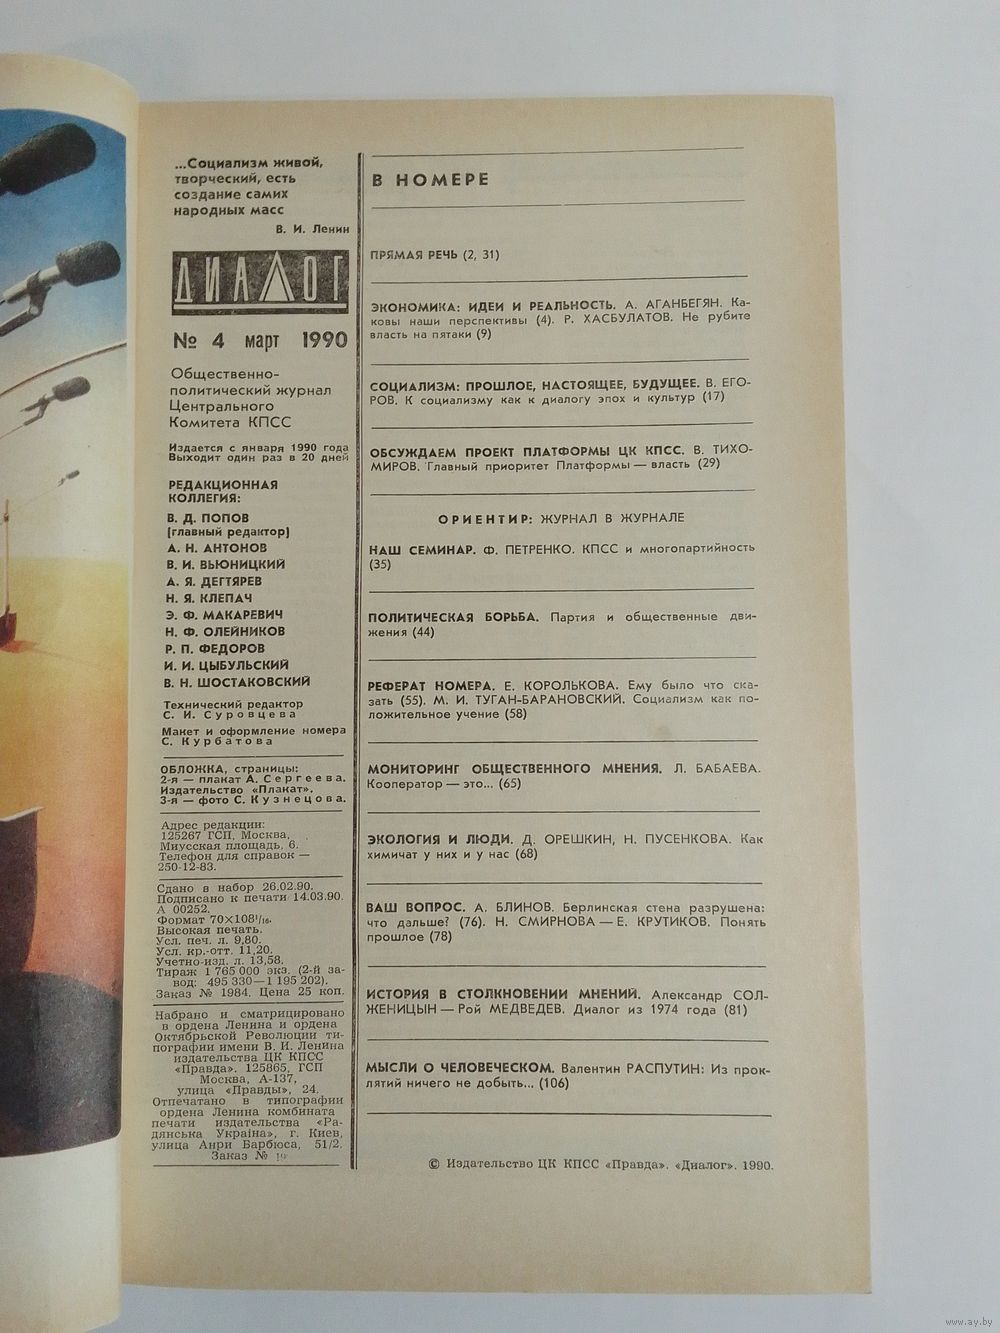 ...Социализм живой,
творческий, есть
создание самих
народных масс
В. И. Ленин
ДИАЛОГ
№ 4 март 1990
Общественно-
политический журнал
Центрального
Комитета КПСС
Издается с января 1990 года
Выходит один раз в 20 дней
РЕДАКЦИОННАЯ
КОЛЛЕГИЯ:
В. Д. ПОПОВ
(главный редактор)
А. Н. АНТОНОВ
В. И. ВЬЮНИЦКИЙ
А. Я. ДЕГТЯРЕВ
Н. Я. КЛЕПАЧ
Э. Ф. МАКАРЕВИЧ
Н. Ф. ОЛЕЙНИКОВ
Р. П. ФЕДОРОВ
И. И. ЦЫБУЛЬСКИЙ
В. Н. ШОСТАКОВСКИЙ
Технический редактор
С. И. Суровцева
Макет и оформление номера
С. Курбатова
ОБЛОЖКА, страницы:
2-я — плакат А. Сергеева.
Издательство «Плакат».
3-я — фото С. Кузнецова.
Адрес редакции:
125267 ГСП, Москва,
Миусская площадь, 6.
Телефон для справок —
250-12-83.
Сдано в набор 26.02.90.
Подписано к печати 14.03.90.
А 00252.
Формат 70×108¹/₁₆.
Высокая печать.
Усл. печ. л. 9,80.
Усл. кр.-отт. 11,20.
Учетно-изд. л. 13,58.
Тираж 1 765 000 экз. (2-й за-
вод: 495 330—1 195 202).
Заказ № 1984. Цена 25 коп.
Набрано и сматрицировано
в ордена Ленина и ордена
Октябрьской Революции ти-
пографии имени В. И. Ленина
издательства ЦК КПСС
«Правда». 125865, ГСП
Москва, А-137,
улица «Правды», 24.
Отпечатано в типографии
ордена Ленина комбината
печати издательства «Ра-
дянська Україна», г. Киев,
улица Анри Барбюса, 51/2.
Заказ №
В НОМЕРЕ
ПРЯМАЯ РЕЧЬ (2, 31)
ЭКОНОМИКА: ИДЕИ И РЕАЛЬНОСТЬ. А. АГАНБЕГЯН. Ка-
ковы наши перспективы (4). Р. ХАСБУЛАТОВ. Не рубите
власть на пятаки (9)
СОЦИАЛИЗМ: ПРОШЛОЕ, НАСТОЯЩЕЕ, БУДУЩЕЕ. В. ЕГО-
РОВ. К социализму как к диалогу эпох и культур (17)
ОБСУЖДАЕМ ПРОЕКТ ПЛАТФОРМЫ ЦК КПСС. В. ТИХО-
МИРОВ. Главный приоритет Платформы — власть (29)
ОРИЕНТИР: ЖУРНАЛ В ЖУРНАЛЕ
НАШ СЕМИНАР. Ф. ПЕТРЕНКО. КПСС и многопартийность
(35)
ПОЛИТИЧЕСКАЯ БОРЬБА. Партия и общественные дви-
жения (44)
РЕФЕРАТ НОМЕРА. Е. КОРОЛЬКОВА. Ему было что ска-
зать (55). М. И. ТУГАН-БАРАНОВСКИЙ. Социализм как по-
ложительное учение (58)
МОНИТОРИНГ ОБЩЕСТВЕННОГО МНЕНИЯ. Л. БАБАЕВА.
Кооператор — это... (65)
ЭКОЛОГИЯ И ЛЮДИ. Д. ОРЕШКИН, Н. ПУСЕНКОВА. Как
химичат у них и у нас (68)
ВАШ ВОПРОС. А. БЛИНОВ. Берлинская стена разрушена:
что дальше? (76). Н. СМИРНОВА — Е. КРУТИКОВ. Понять
прошлое (78)
ИСТОРИЯ В СТОЛКНОВЕНИИ МНЕНИЙ. Александр СОЛ-
ЖЕНИЦЫН — Рой МЕДВЕДЕВ. Диалог из 1974 года (81)
МЫСЛИ О ЧЕЛОВЕЧЕСКОМ. Валентин РАСПУТИН: Из прок-
лятий ничего не добыть... (106)
© Издательство ЦК КПСС «Правда». «Диалог». 1990.
www.ay.by